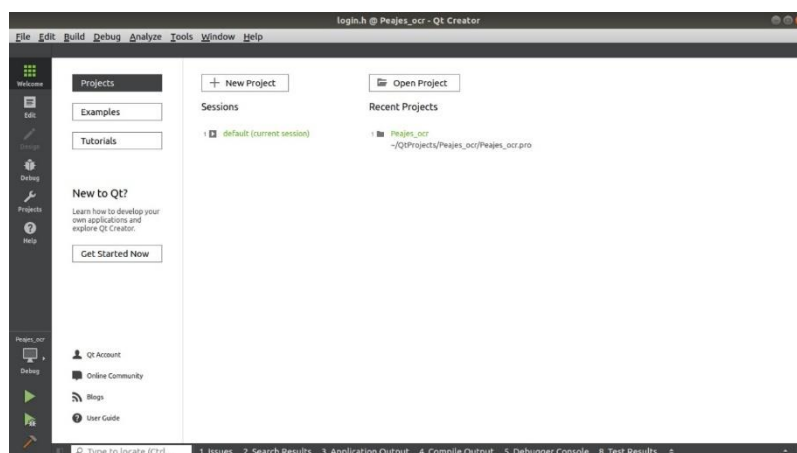 login.h @ Peajes_ocr - Qt Creator
File Edit Build Debug Analyze Tools Window Help
Welcome
Edit
Design
Debug
Projects
Help
Projects
Examples
Tutorials
New to Qt?
Learn how to develop your
own applications and
explore Qt Creator.
Get Started Now
Qt Account
Online Community
Blogs
User Guide
+ New Project
Open Project
Sessions
Recent Projects
1 default (current session)
1 Peajes_ocr
~/QtProjects/Peajes_ocr/Peajes_ocr.pro
Peajes_ocr
Debug
Type to locate (Ctrl...
1 Issues 2 Search Results 3 Application Output 4 Compile Output 5 Debugger Console 8 Test Results